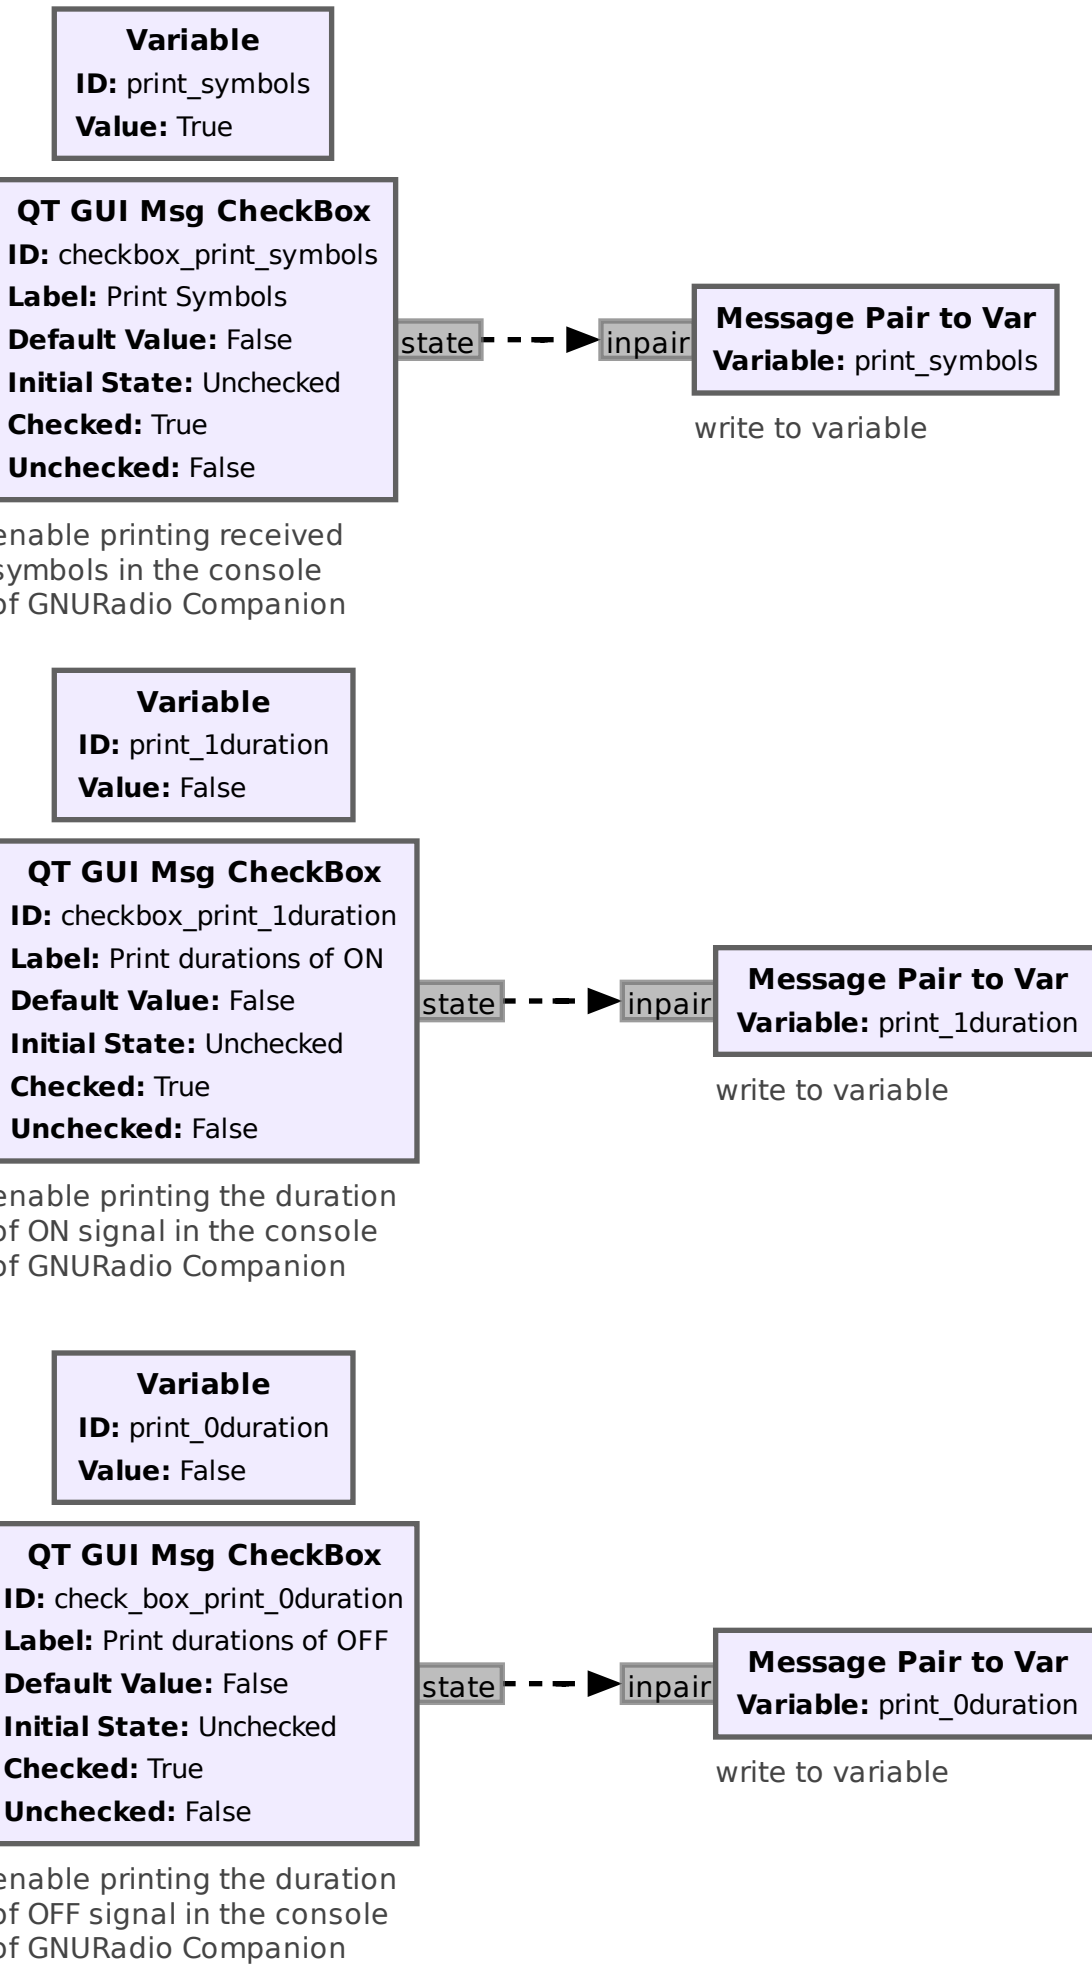 Variable
ID: print_symbols
Value: True
QT GUI Msg CheckBox
ID: checkbox_print_symbols
Label: Print Symbols
Default Value: False
Initial State: Unchecked
Checked: True
Unchecked: False
state
inpair
Message Pair to Var
Variable: print_symbols
write to variable
enable printing received
symbols in the console
of GNURadio Companion
Variable
ID: print_1duration
Value: False
QT GUI Msg CheckBox
ID: checkbox_print_1duration
Label: Print durations of ON
Default Value: False
Initial State: Unchecked
Checked: True
Unchecked: False
state
inpair
Message Pair to Var
Variable: print_1duration
write to variable
enable printing the duration
of ON signal in the console
of GNURadio Companion
Variable
ID: print_0duration
Value: False
QT GUI Msg CheckBox
ID: check_box_print_0duration
Label: Print durations of OFF
Default Value: False
Initial State: Unchecked
Checked: True
Unchecked: False
state
inpair
Message Pair to Var
Variable: print_0duration
write to variable
enable printing the duration
of OFF signal in the console
of GNURadio Companion